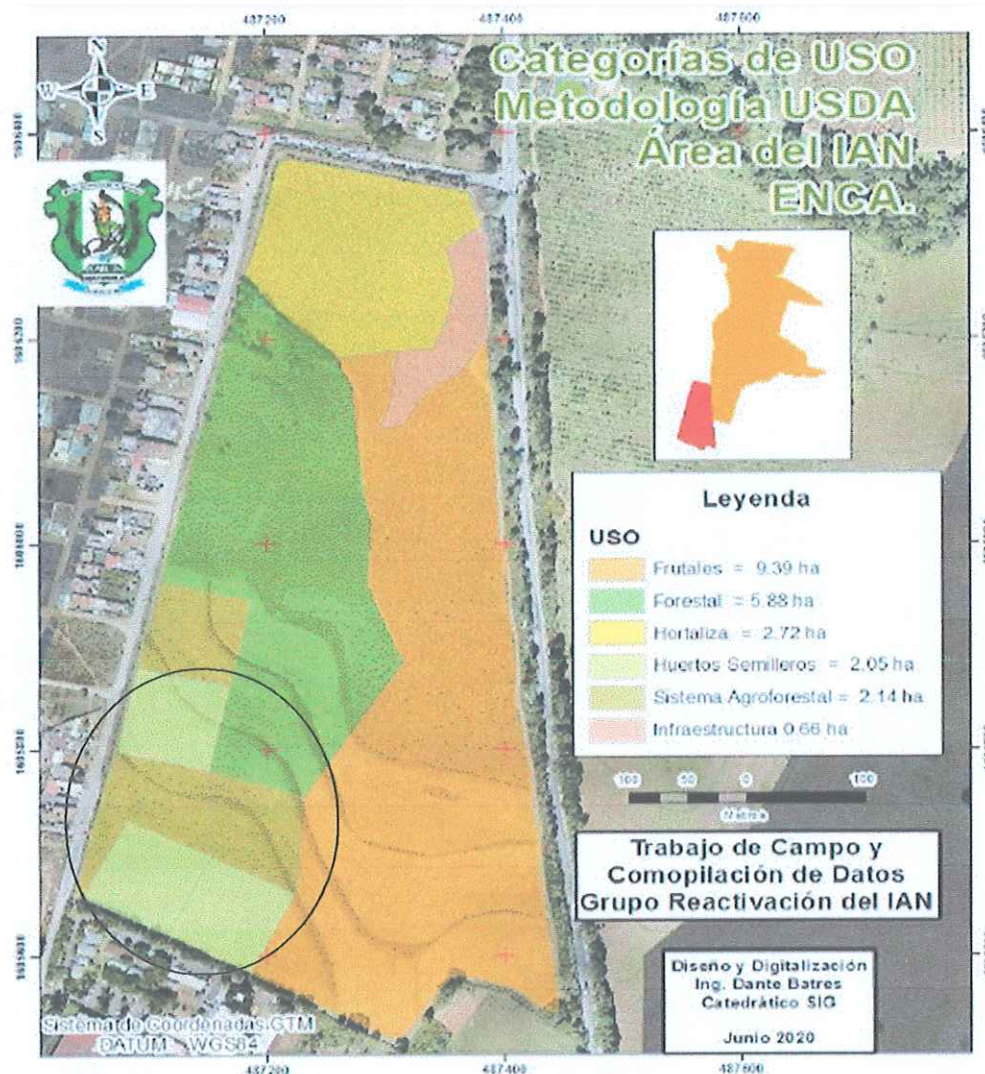 487200 487400 487600
N
W E
S
Categorías de USO
Metodología USDA
Área del IAN
ENCA.
Leyenda
USO
Frutales = 9.39 ha
Forestal = 5.88 ha
Hortaliza = 2.72 ha
Huertos Semilleros = 2.05 ha
Sistema Agroforestal = 2.14 ha
Infraestructura 0.66 ha
100 50 0 100
Trabajo de Campo y
Comopilación de Datos
Grupo Reactivación del IAN
Diseño y Digitalización
Ing. Dante Batres
Catedrático SIG
Junio 2020
Sistema de Coordenadas GTM
DATUM: WGS84
487200 487400 487600